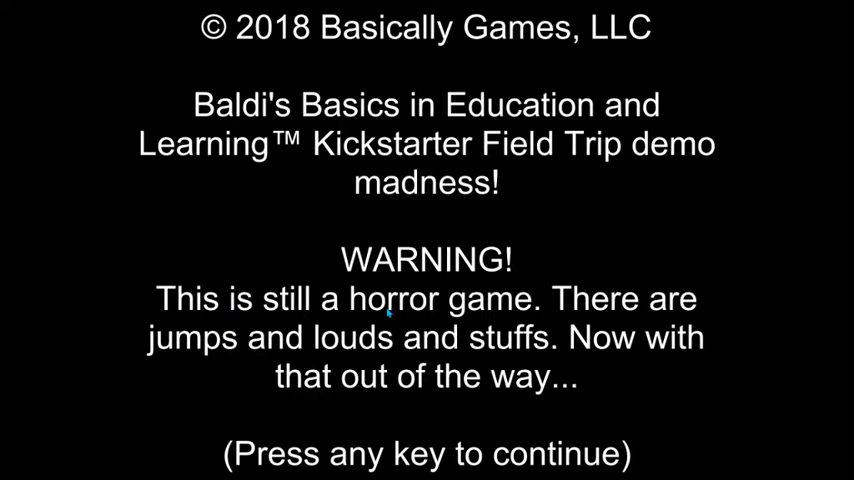 © 2018 Basically Games, LLC
Baldi's Basics in Education and
Learning™ Kickstarter Field Trip demo
madness!
WARNING!
This is still a horror game. There are
jumps and louds and stuffs. Now with
that out of the way...
(Press any key to continue)